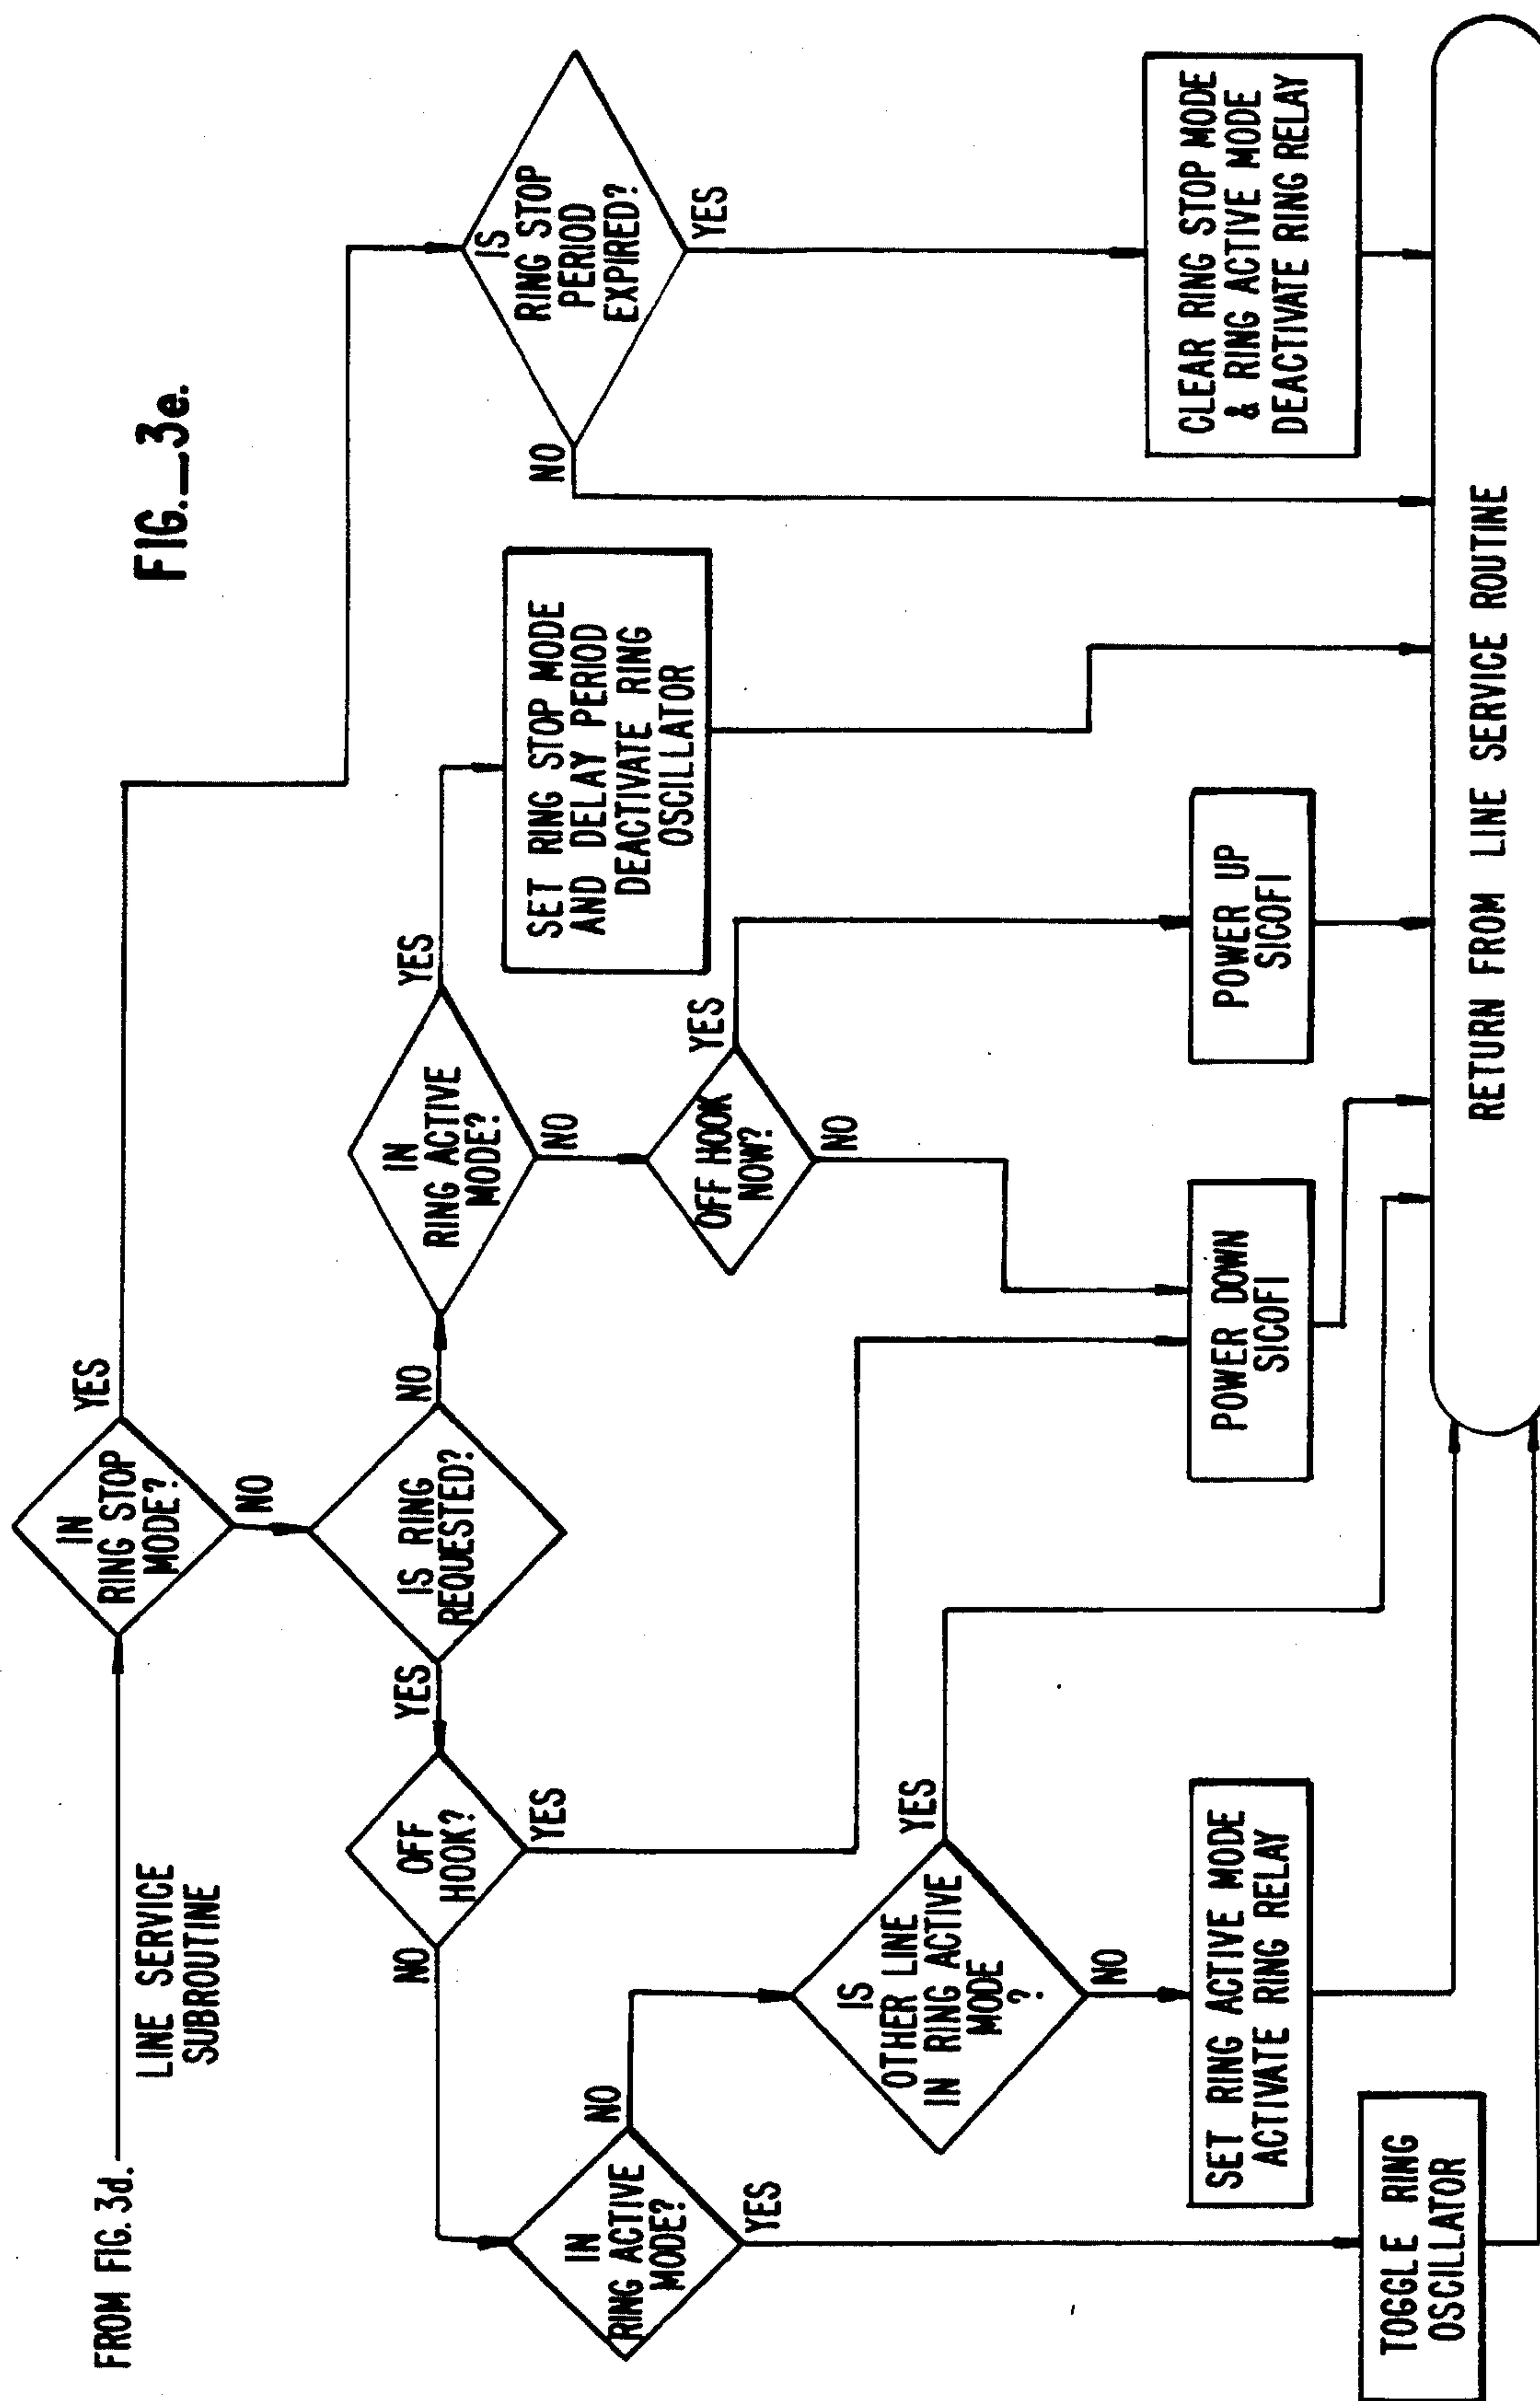 FIG._3e.
FROM FIG. 3d.
LINE SERVICE
SUBROUTINE
IN
RING STOP
MODE?
YES
NO
IS RING
REQUESTED?
YES
NO
OFF
HOOK?
NO
YES
IN
RING ACTIVE
MODE?
YES
NO
IS
RING STOP
PERIOD
EXPIRED?
NO
YES
IN
RING ACTIVE
MODE?
NO
YES
SET RING STOP MODE
AND DELAY PERIOD
DEACTIVATE RING
OSCILLATOR
OFF HOOK
NOW?
YES
NO
IS
OTHER LINE
IN RING ACTIVE
MODE
?
YES
NO
TOGGLE RING
OSCILLATOR
SET RING ACTIVE MODE
ACTIVATE RING RELAY
POWER DOWN
SICOFI
POWER UP
SICOFI
CLEAR RING STOP MODE
& RING ACTIVE MODE
DEACTIVATE RING RELAY
RETURN FROM LINE SERVICE ROUTINE